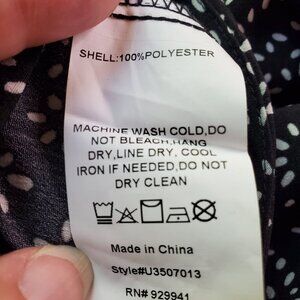 SHELL:100%POLYESTER
MACHINE WASH COLD,DO
NOT BLEACH,HANG
DRY,LINE DRY, COOL
IRON IF NEEDED,DO NOT
DRY CLEAN
Made in China
Style#U3507013
RN# 929941